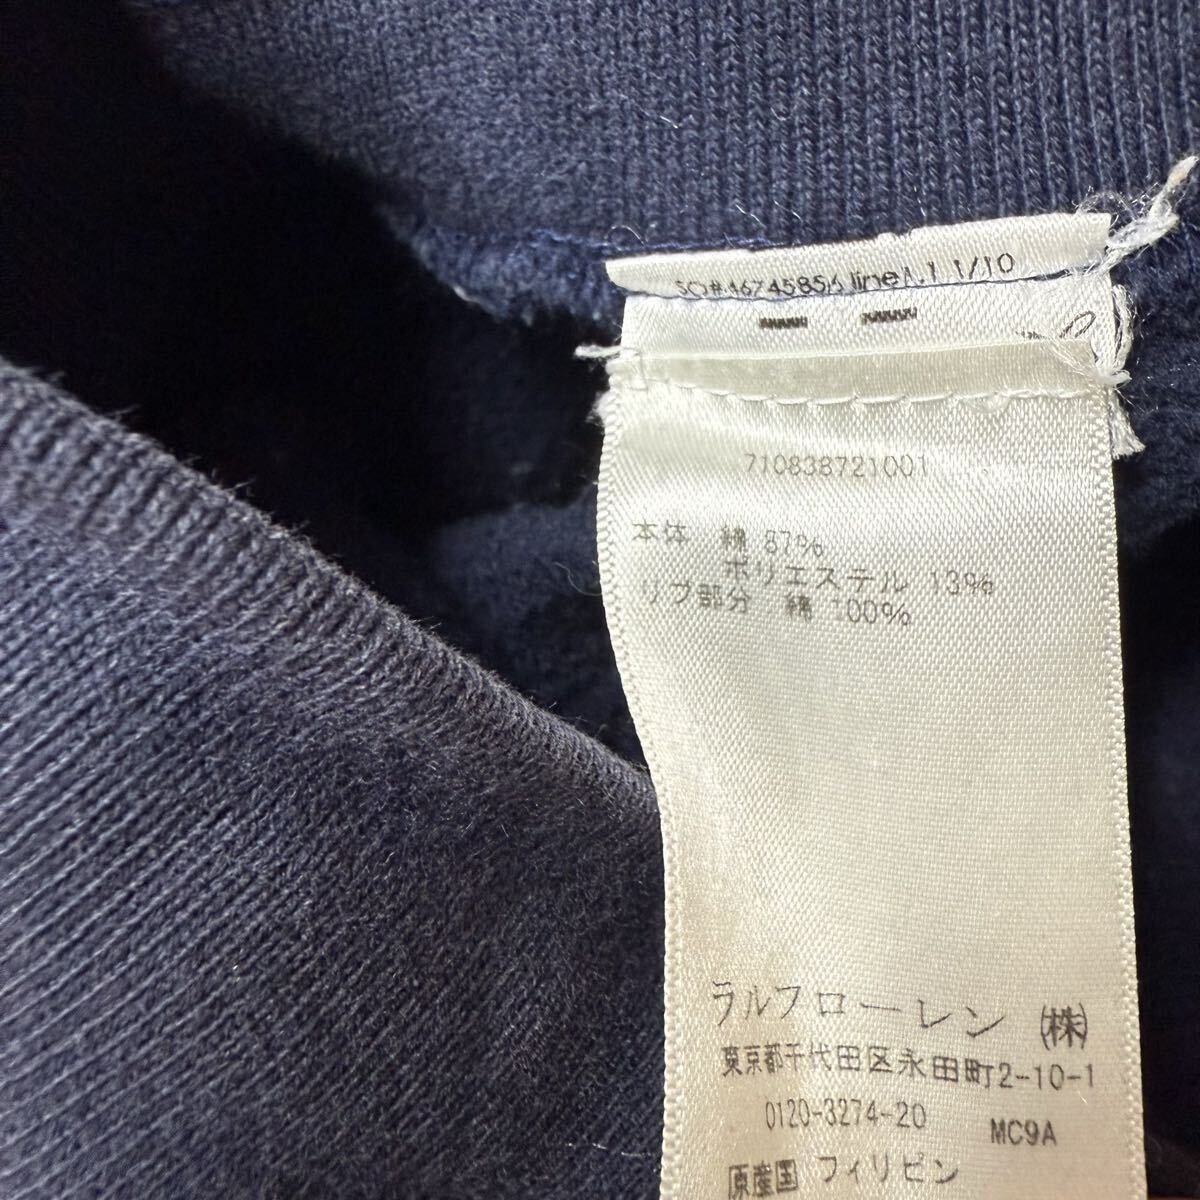 SO#46745856 line1.1 1/10
710838721001
本体 綿 87%
ポリエステル 13%
リブ部分 綿 100%
ラルフローレン ㈱
東京都千代田区永田町2-10-1
0120-3274-20 MC9A
原産国 フィリピン